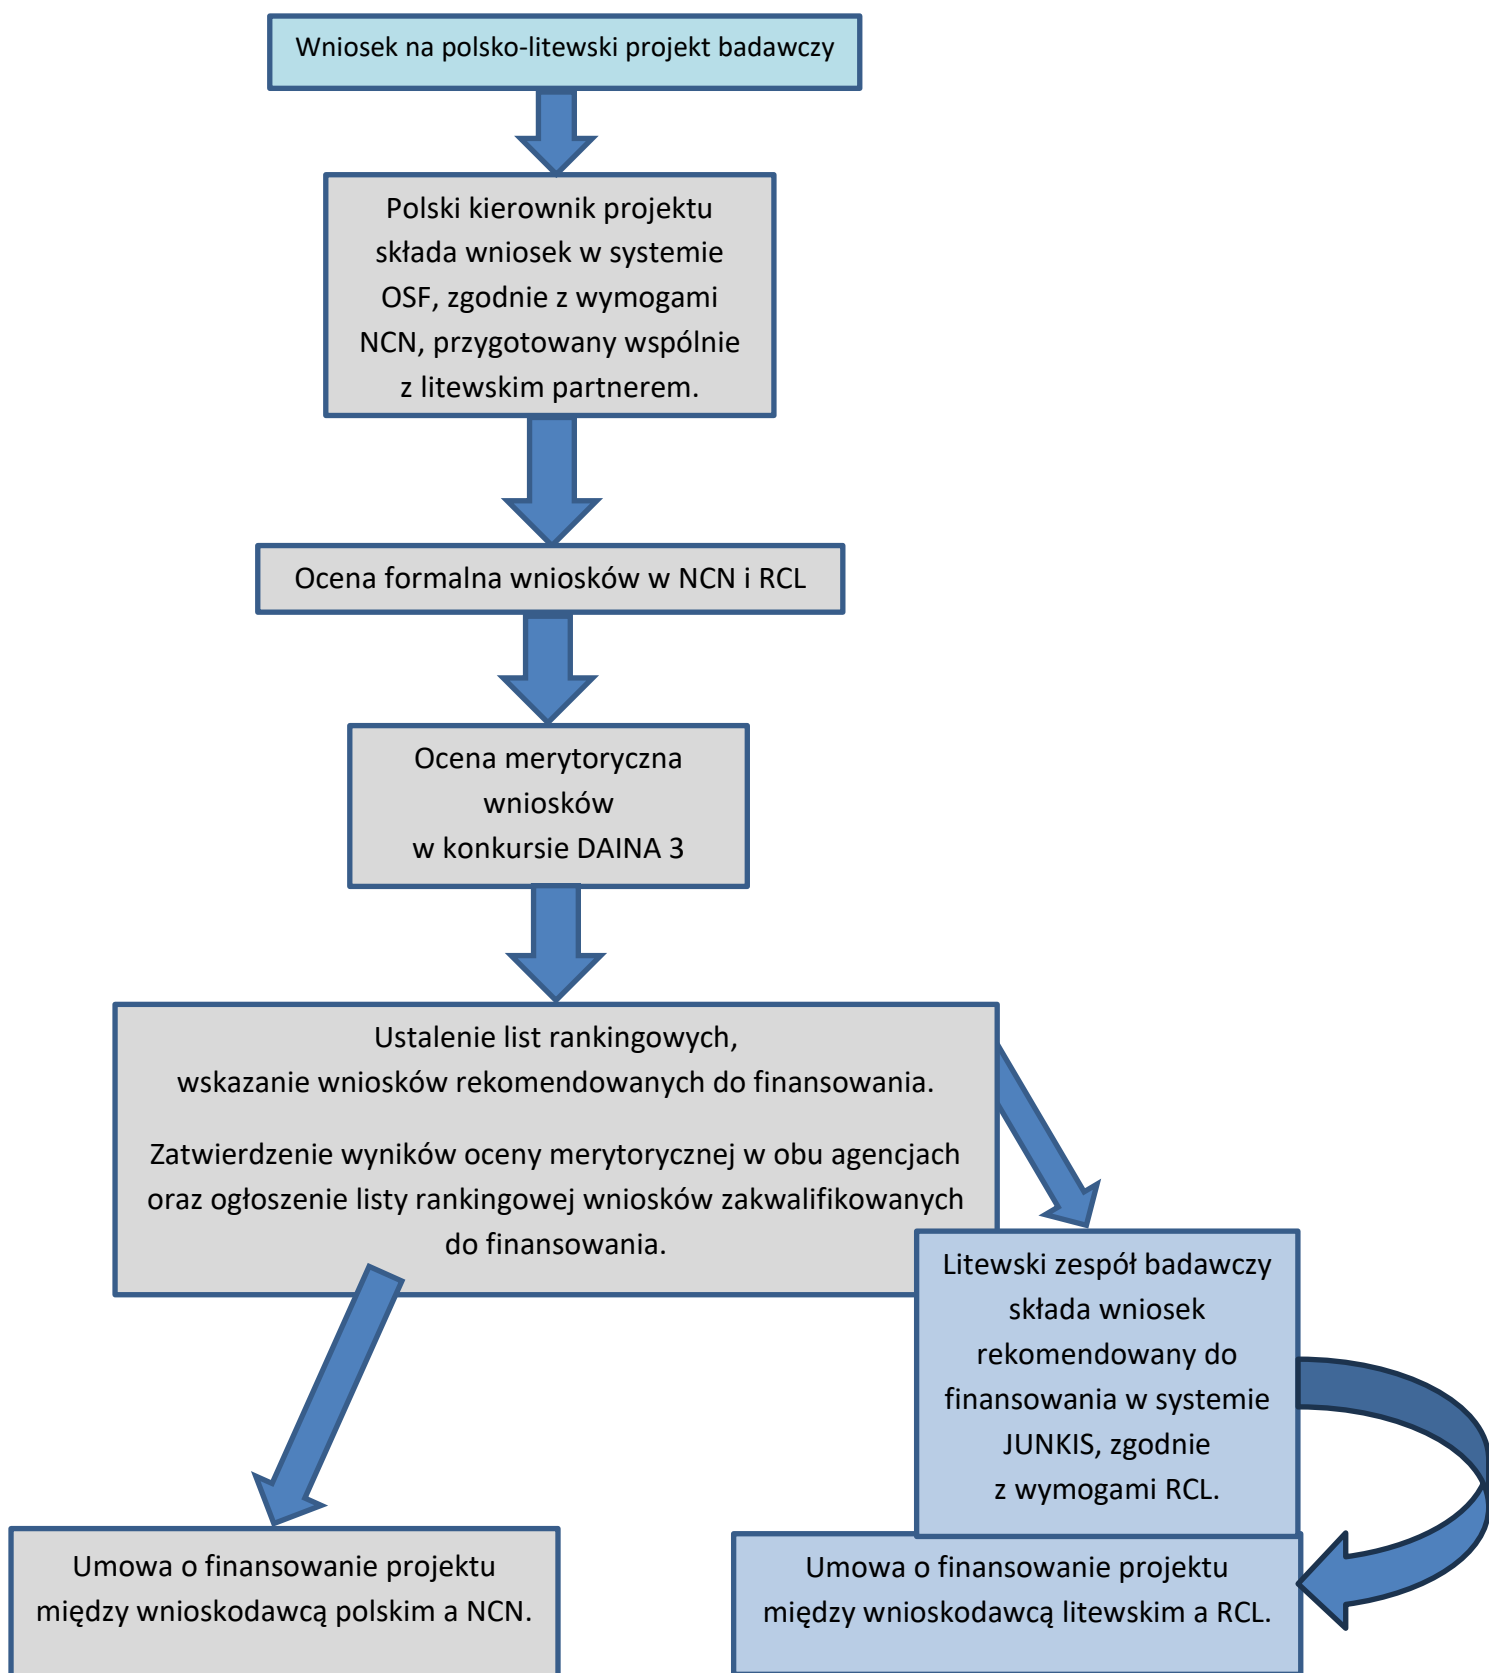 Wniosek na polsko-litewski projekt badawczy
Polski kierownik projektu
składa wniosek w systemie
OSF, zgodnie z wymogami
NCN, przygotowany wspólnie
z litewskim partnerem.
Ocena formalna wniosków w NCN i RCL
Ocena merytoryczna
wniosków
w konkursie DAINA 3
Ustalenie list rankingowych,
wskazanie wniosków rekomendowanych do finansowania.
Zatwierdzenie wyników oceny merytorycznej w obu agencjach
oraz ogłoszenie listy rankingowej wniosków zakwalifikowanych
do finansowania.
Litewski zespół badawczy
składa wniosek
rekomendowany do
finansowania w systemie
JUNKIS, zgodnie
z wymogami RCL.
Umowa o finansowanie projektu
między wnioskodawcą polskim a NCN.
Umowa o finansowanie projektu
między wnioskodawcą litewskim a RCL.